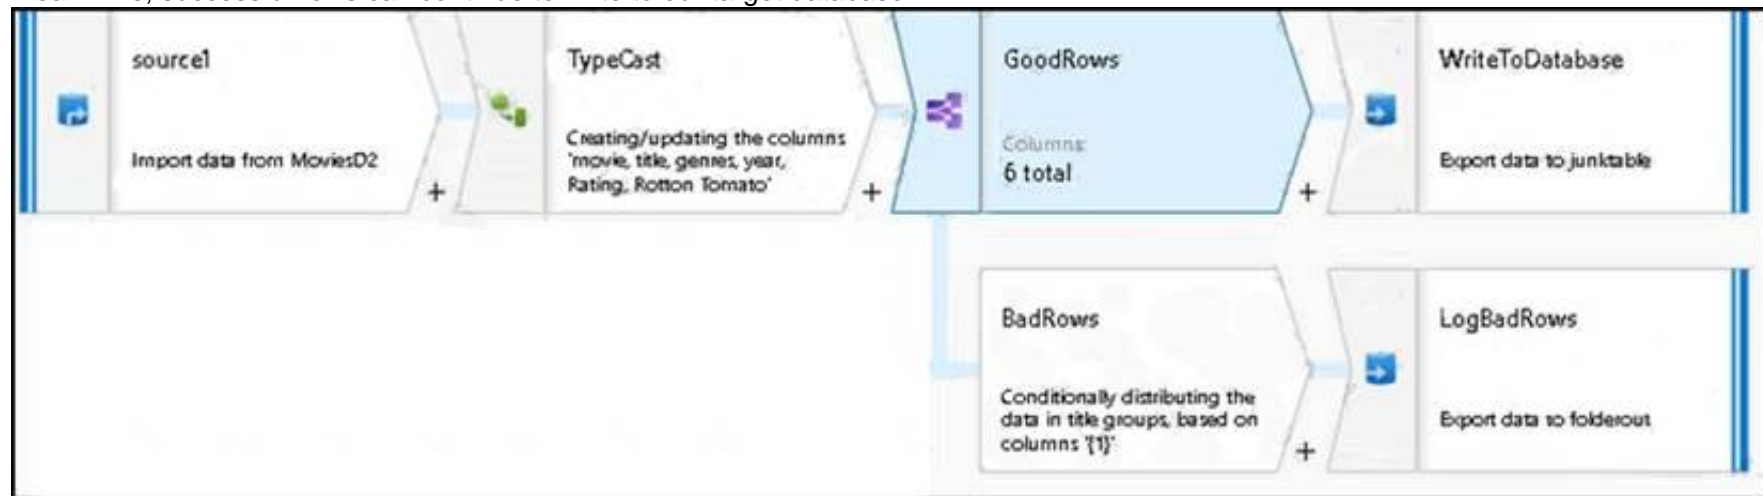 source1
Import data from MoviesD2
+
TypeCast
Creating/updating the columns
'movie, title, genres, year,
Rating, Rotton Tomato'
+
GoodRows
Columns:
6 total
+
WriteToDatabase
Export data to junktable
BadRows
Conditionally distributing the
data in title groups, based on
columns '{1}'
+
LogBadRows
Export data to folderout